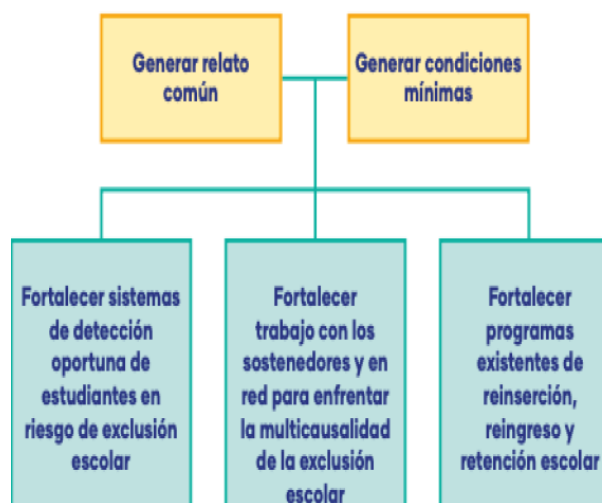 Generar relato
común
Generar condiciones
mínimas
Fortalecer sistemas
de detección
oportuna de
estudiantes en
riesgo de exclusión
escolar
Fortalecer
trabajo con los
sostenedores y en
red para enfrentar
la multicausalidad
de la exclusión
escolar
Fortalecer
programas
existentes de
reinserción,
reingreso y
retención escolar